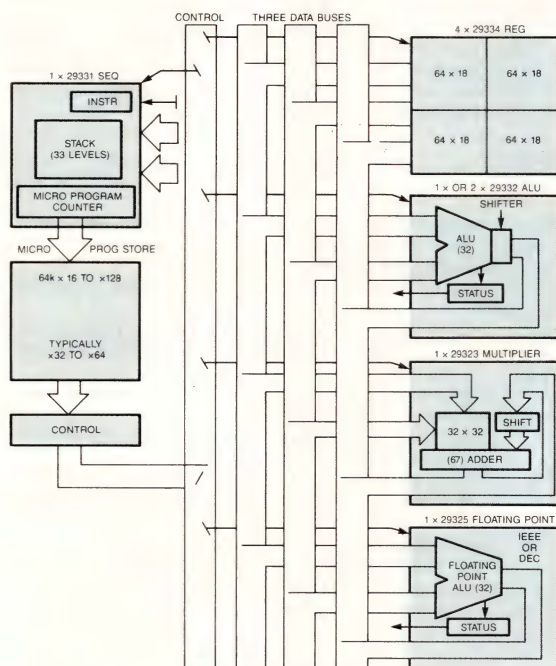 CONTROL
THREE DATA BUSES
1 × 29331 SEQ
INSTR
STACK
(33 LEVELS)
MICRO PROGRAM
COUNTER
MICRO PROG STORE
64k × 16 TO ×128
TYPICALLY
×32 TO ×64
CONTROL
4 × 29334 REG
64 × 18
64 × 18
64 × 18
64 × 18
1 × OR 2 × 29332 ALU
SHIFTER
ALU
(32)
STATUS
1 × 29323 MULTIPLIER
32 × 32
SHIFT
(67) ADDER
1 × 29325 FLOATING POINT
IEEE
OR
DEC
FLOATING
POINT
ALU (32)
STATUS